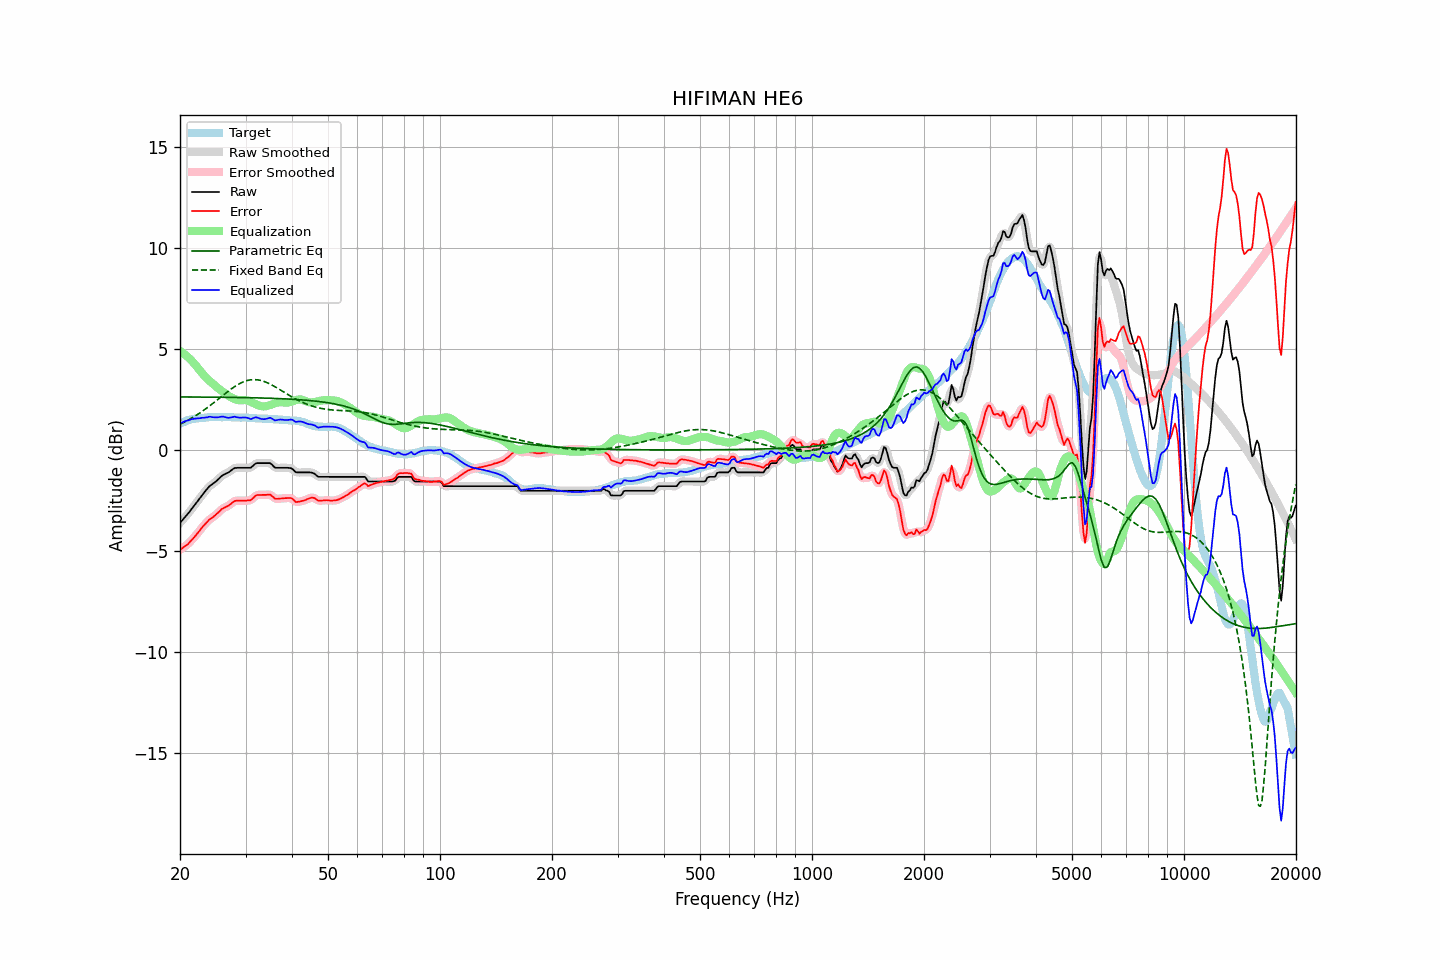 HIFIMAN HE6
Target
Raw Smoothed
Error Smoothed
Raw
Error
Equalization
Parametric Eq
Fixed Band Eq
Equalized
Amplitude (dBr)
15
10
5
0
−5
−10
−15
20
50
100
200
500
1000
2000
5000
10000
20000
Frequency (Hz)